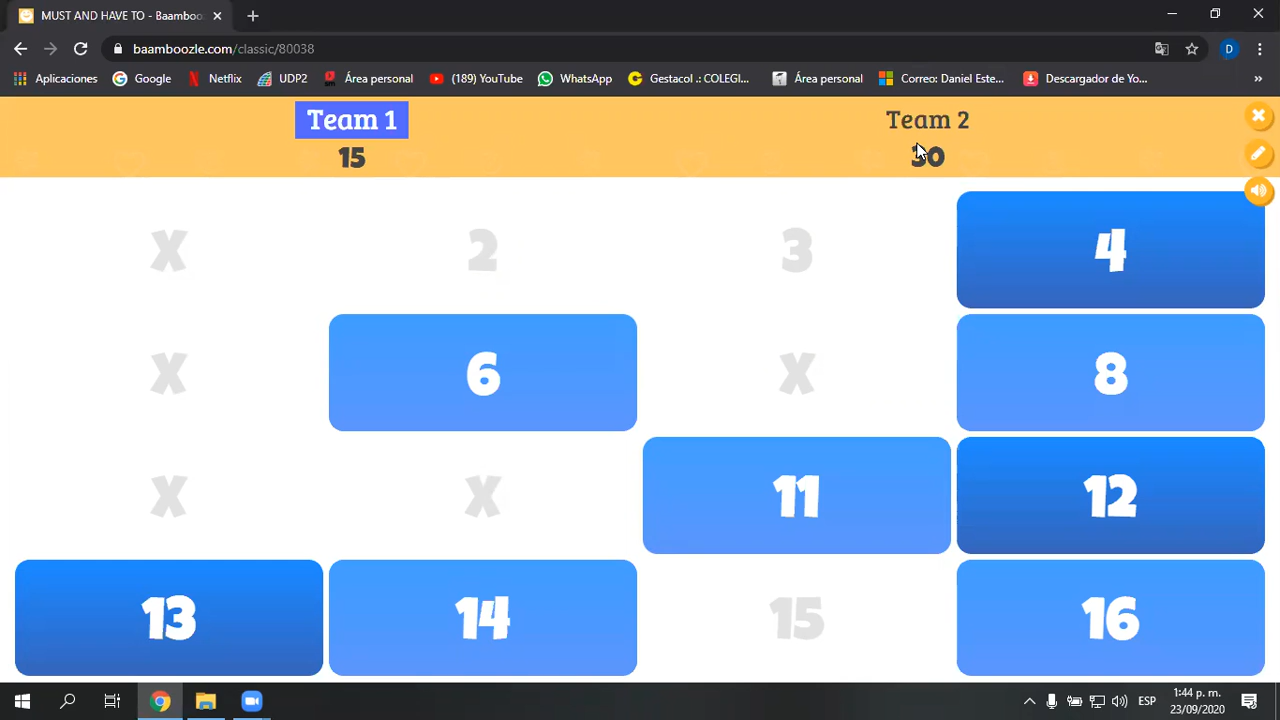 MUST AND HAVE TO - Baambooz
baamboozle.com/classic/80038
D
Aplicaciones
Google
Netflix
UDP2
Área personal
(189) YouTube
WhatsApp
Gestacol .: COLEGI...
Área personal
Correo: Daniel Este...
Descargador de Yo...
»
Team 1
Team 2
15
30
X 2 3 4
X 6 X 8
X X 11 12
13 14 15 16
ESP
1:44 p. m.
23/09/2020